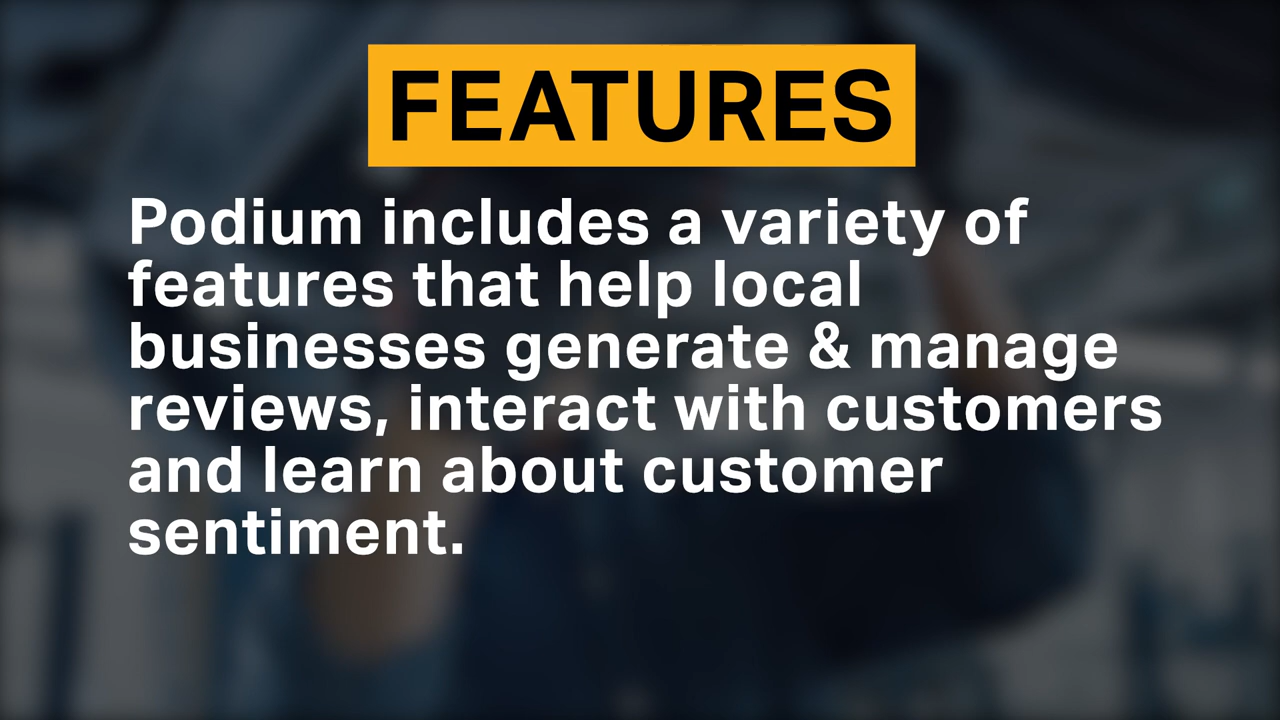 FEATURES
Podium includes a variety of
features that help local
businesses generate & manage
reviews, interact with customers
and learn about customer
sentiment.